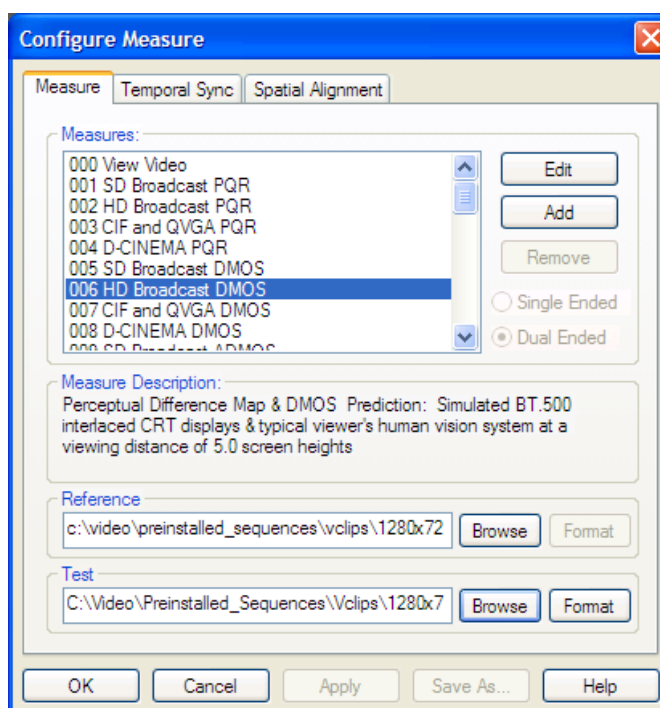 Configure Measure
Measure
Temporal Sync
Spatial Alignment
Measures:
000 View Video
001 SD Broadcast PQR
002 HD Broadcast PQR
003 CIF and QVGA PQR
004 D-CINEMA PQR
005 SD Broadcast DMOS
006 HD Broadcast DMOS
007 CIF and QVGA DMOS
008 D-CINEMA DMOS
009 SD Broadcast ADMOS
Edit
Add
Remove
Single Ended
Dual Ended
Measure Description:
Perceptual Difference Map & DMOS Prediction: Simulated BT.500
interlaced CRT displays & typical viewer's human vision system at a
viewing distance of 5.0 screen heights
Reference
c:\video\preinstalled_sequences\vclips\1280x72
Browse
Format
Test
C:\Video\Preinstalled_Sequences\Vclips\1280x7
Browse
Format
OK
Cancel
Apply
Save As...
Help